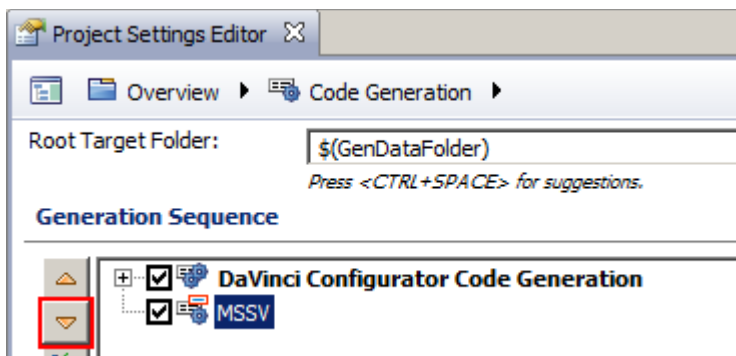 Project Settings Editor
Overview Code Generation
Root Target Folder: $(GenDataFolder)
Press <CTRL+SPACE> for suggestions.
Generation Sequence
DaVinci Configurator Code Generation
MSSV